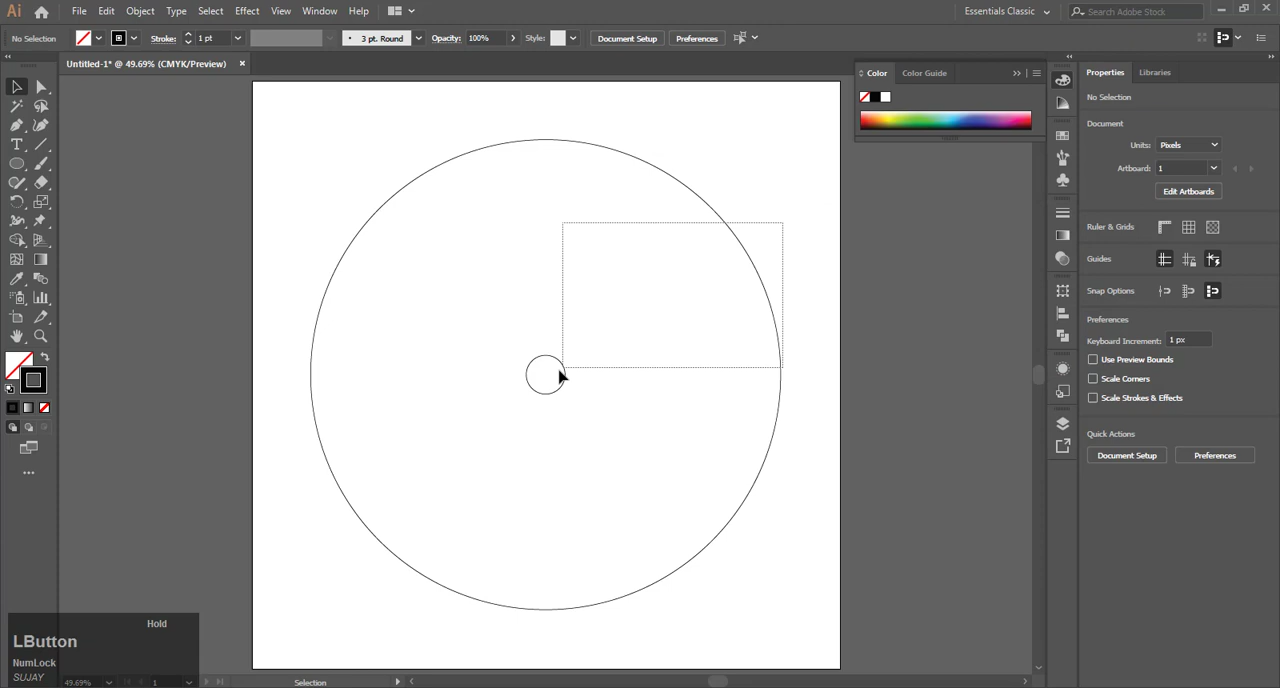 Ai File Edit Object Type Select Effect View Window Help Essentials Classic Search Adobe Stock
No Selection Stroke: 1 pt 3 pt. Round Opacity: 100% Style: Document Setup Preferences
Untitled-1* @ 49.69% (CMYK/Preview) ×
Color Color Guide
Properties Libraries
No Selection
Document
Units: Pixels
Artboard: 1
Edit Artboards
Ruler & Grids
Guides
Snap Options
Preferences
Keyboard Increment: 1 px
Use Preview Bounds
Scale Corners
Scale Strokes & Effects
Quick Actions
Document Setup Preferences
Hold
LButton
NumLock
SUJAY
49.69% 1 Selection